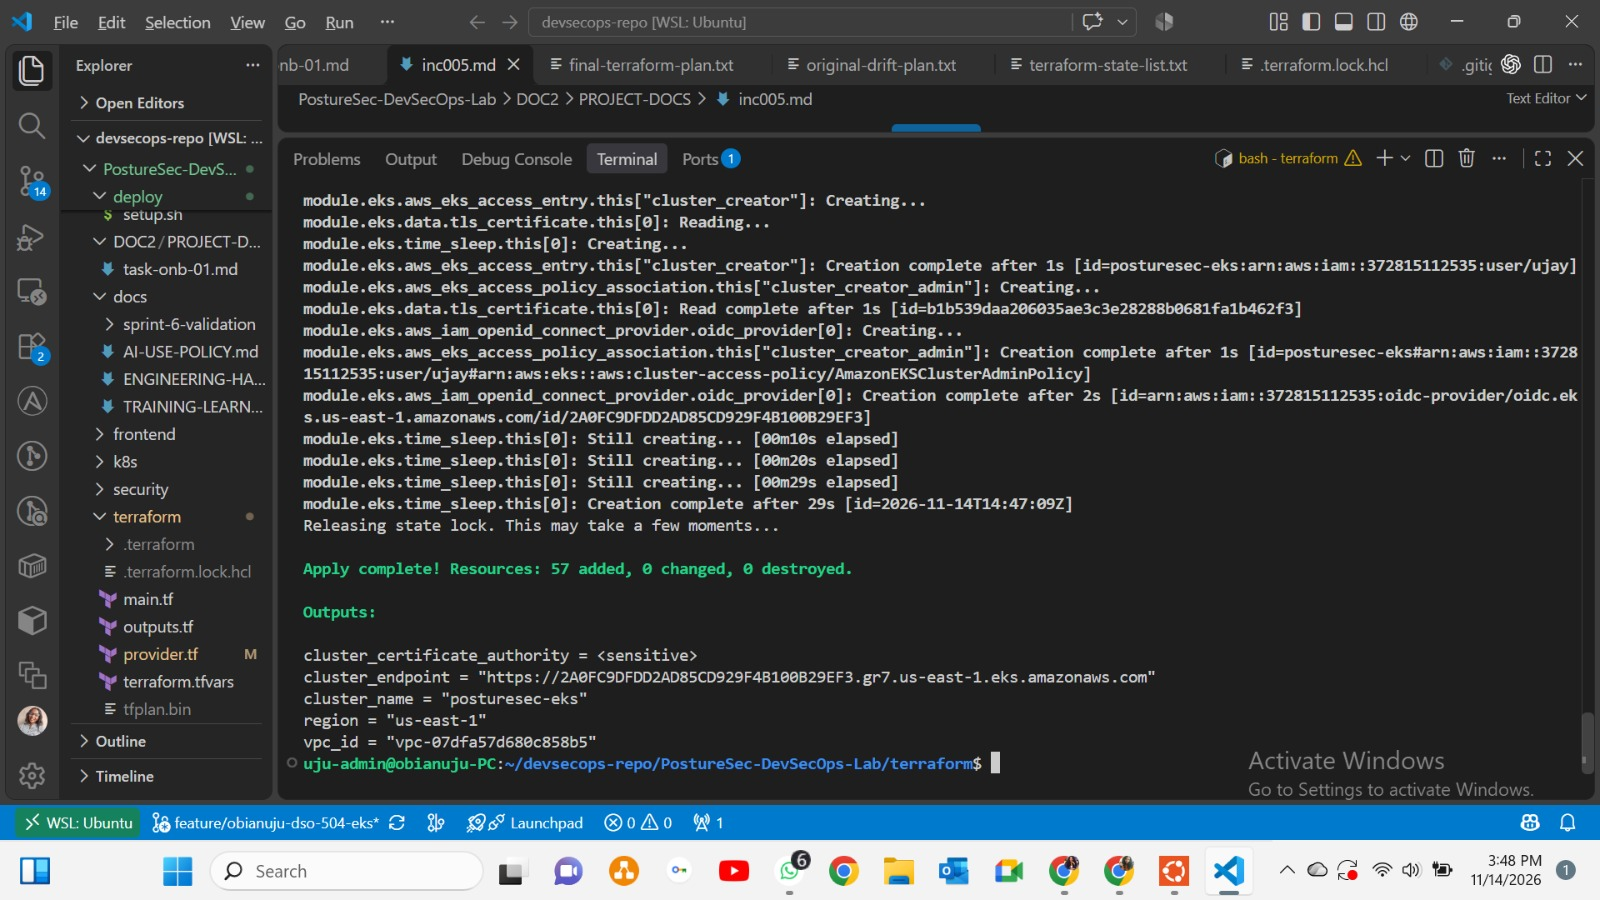 File Edit Selection View Go Run ···
devsecops-repo [WSL: Ubuntu]
Explorer ···
Open Editors
devsecops-repo [WSL: ...
PostureSec-DevS...
deploy
$ setup.sh
DOC2 / PROJECT-D...
task-onb-01.md
docs
sprint-6-validation
AI-USE-POLICY.md
ENGINEERING-HA...
TRAINING-LEARN...
frontend
k8s
security
terraform
.terraform
.terraform.lock.hcl
main.tf
outputs.tf
provider.tf M
terraform.tfvars
tfplan.bin
Outline
Timeline
14
2
nb-01.md inc005.md final-terraform-plan.txt original-drift-plan.txt terraform-state-list.txt .terraform.lock.hcl .gitig
PostureSec-DevSecOps-Lab > DOC2 > PROJECT-DOCS > inc005.md Text Editor
Problems Output Debug Console Terminal Ports 1 bash - terraform
module.eks.aws_eks_access_entry.this["cluster_creator"]: Creating...
module.eks.data.tls_certificate.this[0]: Reading...
module.eks.time_sleep.this[0]: Creating...
module.eks.aws_eks_access_entry.this["cluster_creator"]: Creation complete after 1s [id=posturesec-eks:arn:aws:iam::372815112535:user/ujay]
module.eks.aws_eks_access_policy_association.this["cluster_creator_admin"]: Creating...
module.eks.data.tls_certificate.this[0]: Read complete after 1s [id=b1b539daa206035ae3c3e28288b0681fa1b462f3]
module.eks.aws_iam_openid_connect_provider.oidc_provider[0]: Creating...
module.eks.aws_eks_access_policy_association.this["cluster_creator_admin"]: Creation complete after 1s [id=posturesec-eks#arn:aws:iam::3728
15112535:user/ujay#arn:aws:eks::aws:cluster-access-policy/AmazonEKSClusterAdminPolicy]
module.eks.aws_iam_openid_connect_provider.oidc_provider[0]: Creation complete after 2s [id=arn:aws:iam::372815112535:oidc-provider/oidc.ek
s.us-east-1.amazonaws.com/id/2A0FC9DFDD2AD85CD929F4B100B29EF3]
module.eks.time_sleep.this[0]: Still creating... [00m10s elapsed]
module.eks.time_sleep.this[0]: Still creating... [00m20s elapsed]
module.eks.time_sleep.this[0]: Still creating... [00m29s elapsed]
module.eks.time_sleep.this[0]: Creation complete after 29s [id=2026-11-14T14:47:09Z]
Releasing state lock. This may take a few moments...
Apply complete! Resources: 57 added, 0 changed, 0 destroyed.
Outputs:
cluster_certificate_authority = <sensitive>
cluster_endpoint = "https://2A0FC9DFDD2AD85CD929F4B100B29EF3.gr7.us-east-1.eks.amazonaws.com"
cluster_name = "posturesec-eks"
region = "us-east-1"
vpc_id = "vpc-07dfa57d680c858b5"
uju-admin@obianuju-PC:~/devsecops-repo/PostureSec-DevSecOps-Lab/terraform$
Activate Windows
Go to Settings to activate Windows.
WSL: Ubuntu feature/obianuju-dso-504-eks* Launchpad 0 0 1
Search 6 3:48 PM
11/14/2026 1